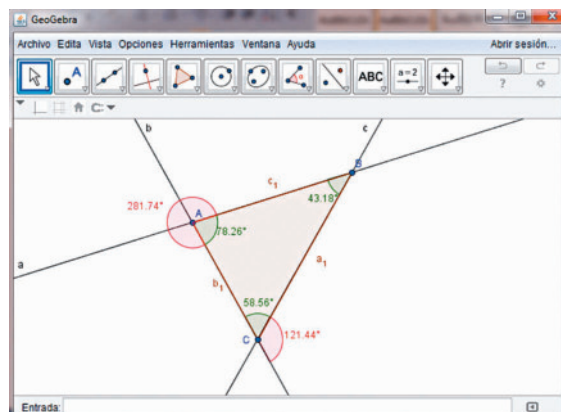 GeoGebra
Archivo Edita Vista Opciones Herramientas Ventana Ayuda
Abrir sesión...
A
ABC
a=2
?
b
c
B
c₁
43.18°
281.74°
A
78.26°
a
a₁
b₁
58.56°
C
121.44°
Entrada: